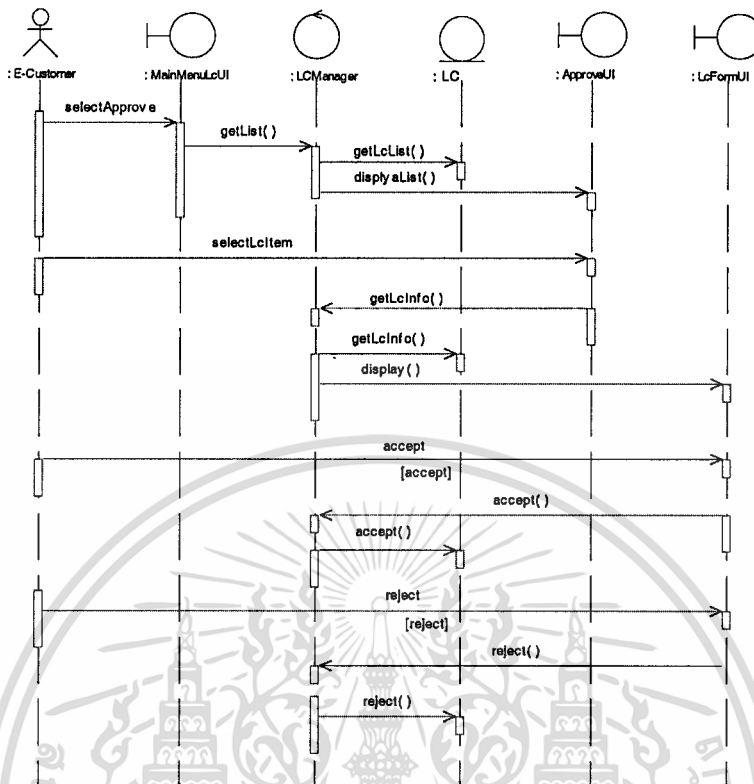 : E-Customer
: MainMenuLcUI
: LCManager
: LC
: ApproveUI
: LcFormUI
selectApprove
getList( )
getLcList( )
displyaList( )
selectLcItem
getLcInfo( )
getLcInfo( )
display( )
accept
[accept]
accept( )
accept( )
reject
[reject]
reject( )
reject( )